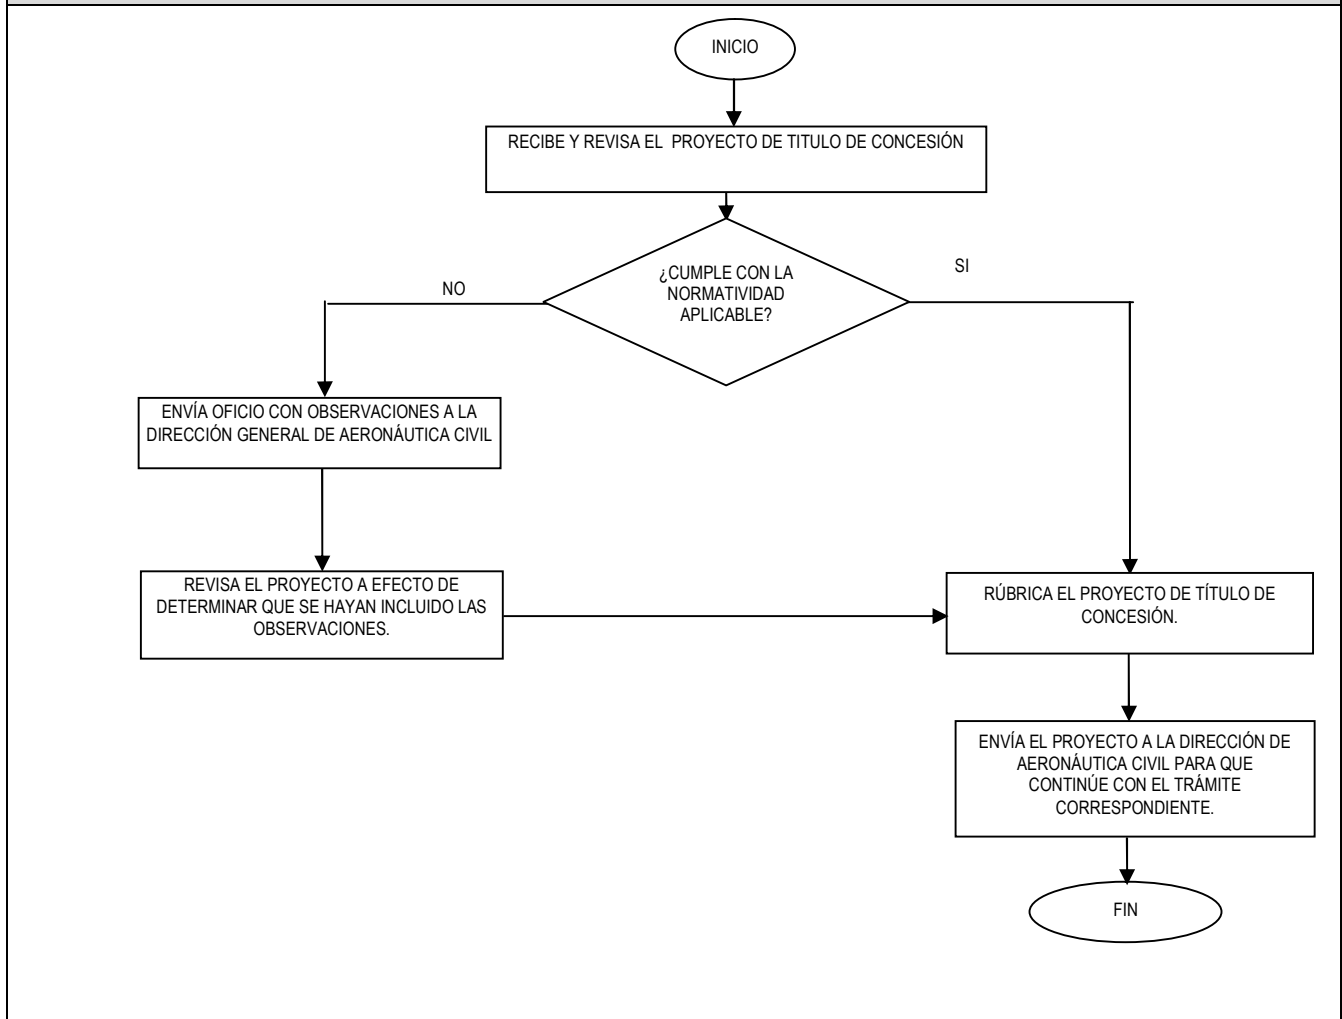 INICIO
RECIBE Y REVISA EL PROYECTO DE TITULO DE CONCESIÓN
¿CUMPLE CON LA
NORMATIVIDAD
APLICABLE?
SI
NO
ENVÍA OFICIO CON OBSERVACIONES A LA
DIRECCIÓN GENERAL DE AERONÁUTICA CIVIL
REVISA EL PROYECTO A EFECTO DE
DETERMINAR QUE SE HAYAN INCLUIDO LAS
OBSERVACIONES.
RÚBRICA EL PROYECTO DE TÍTULO DE
CONCESIÓN.
ENVÍA EL PROYECTO A LA DIRECCIÓN DE
AERONÁUTICA CIVIL PARA QUE
CONTINÚE CON EL TRÁMITE
CORRESPONDIENTE.
FIN